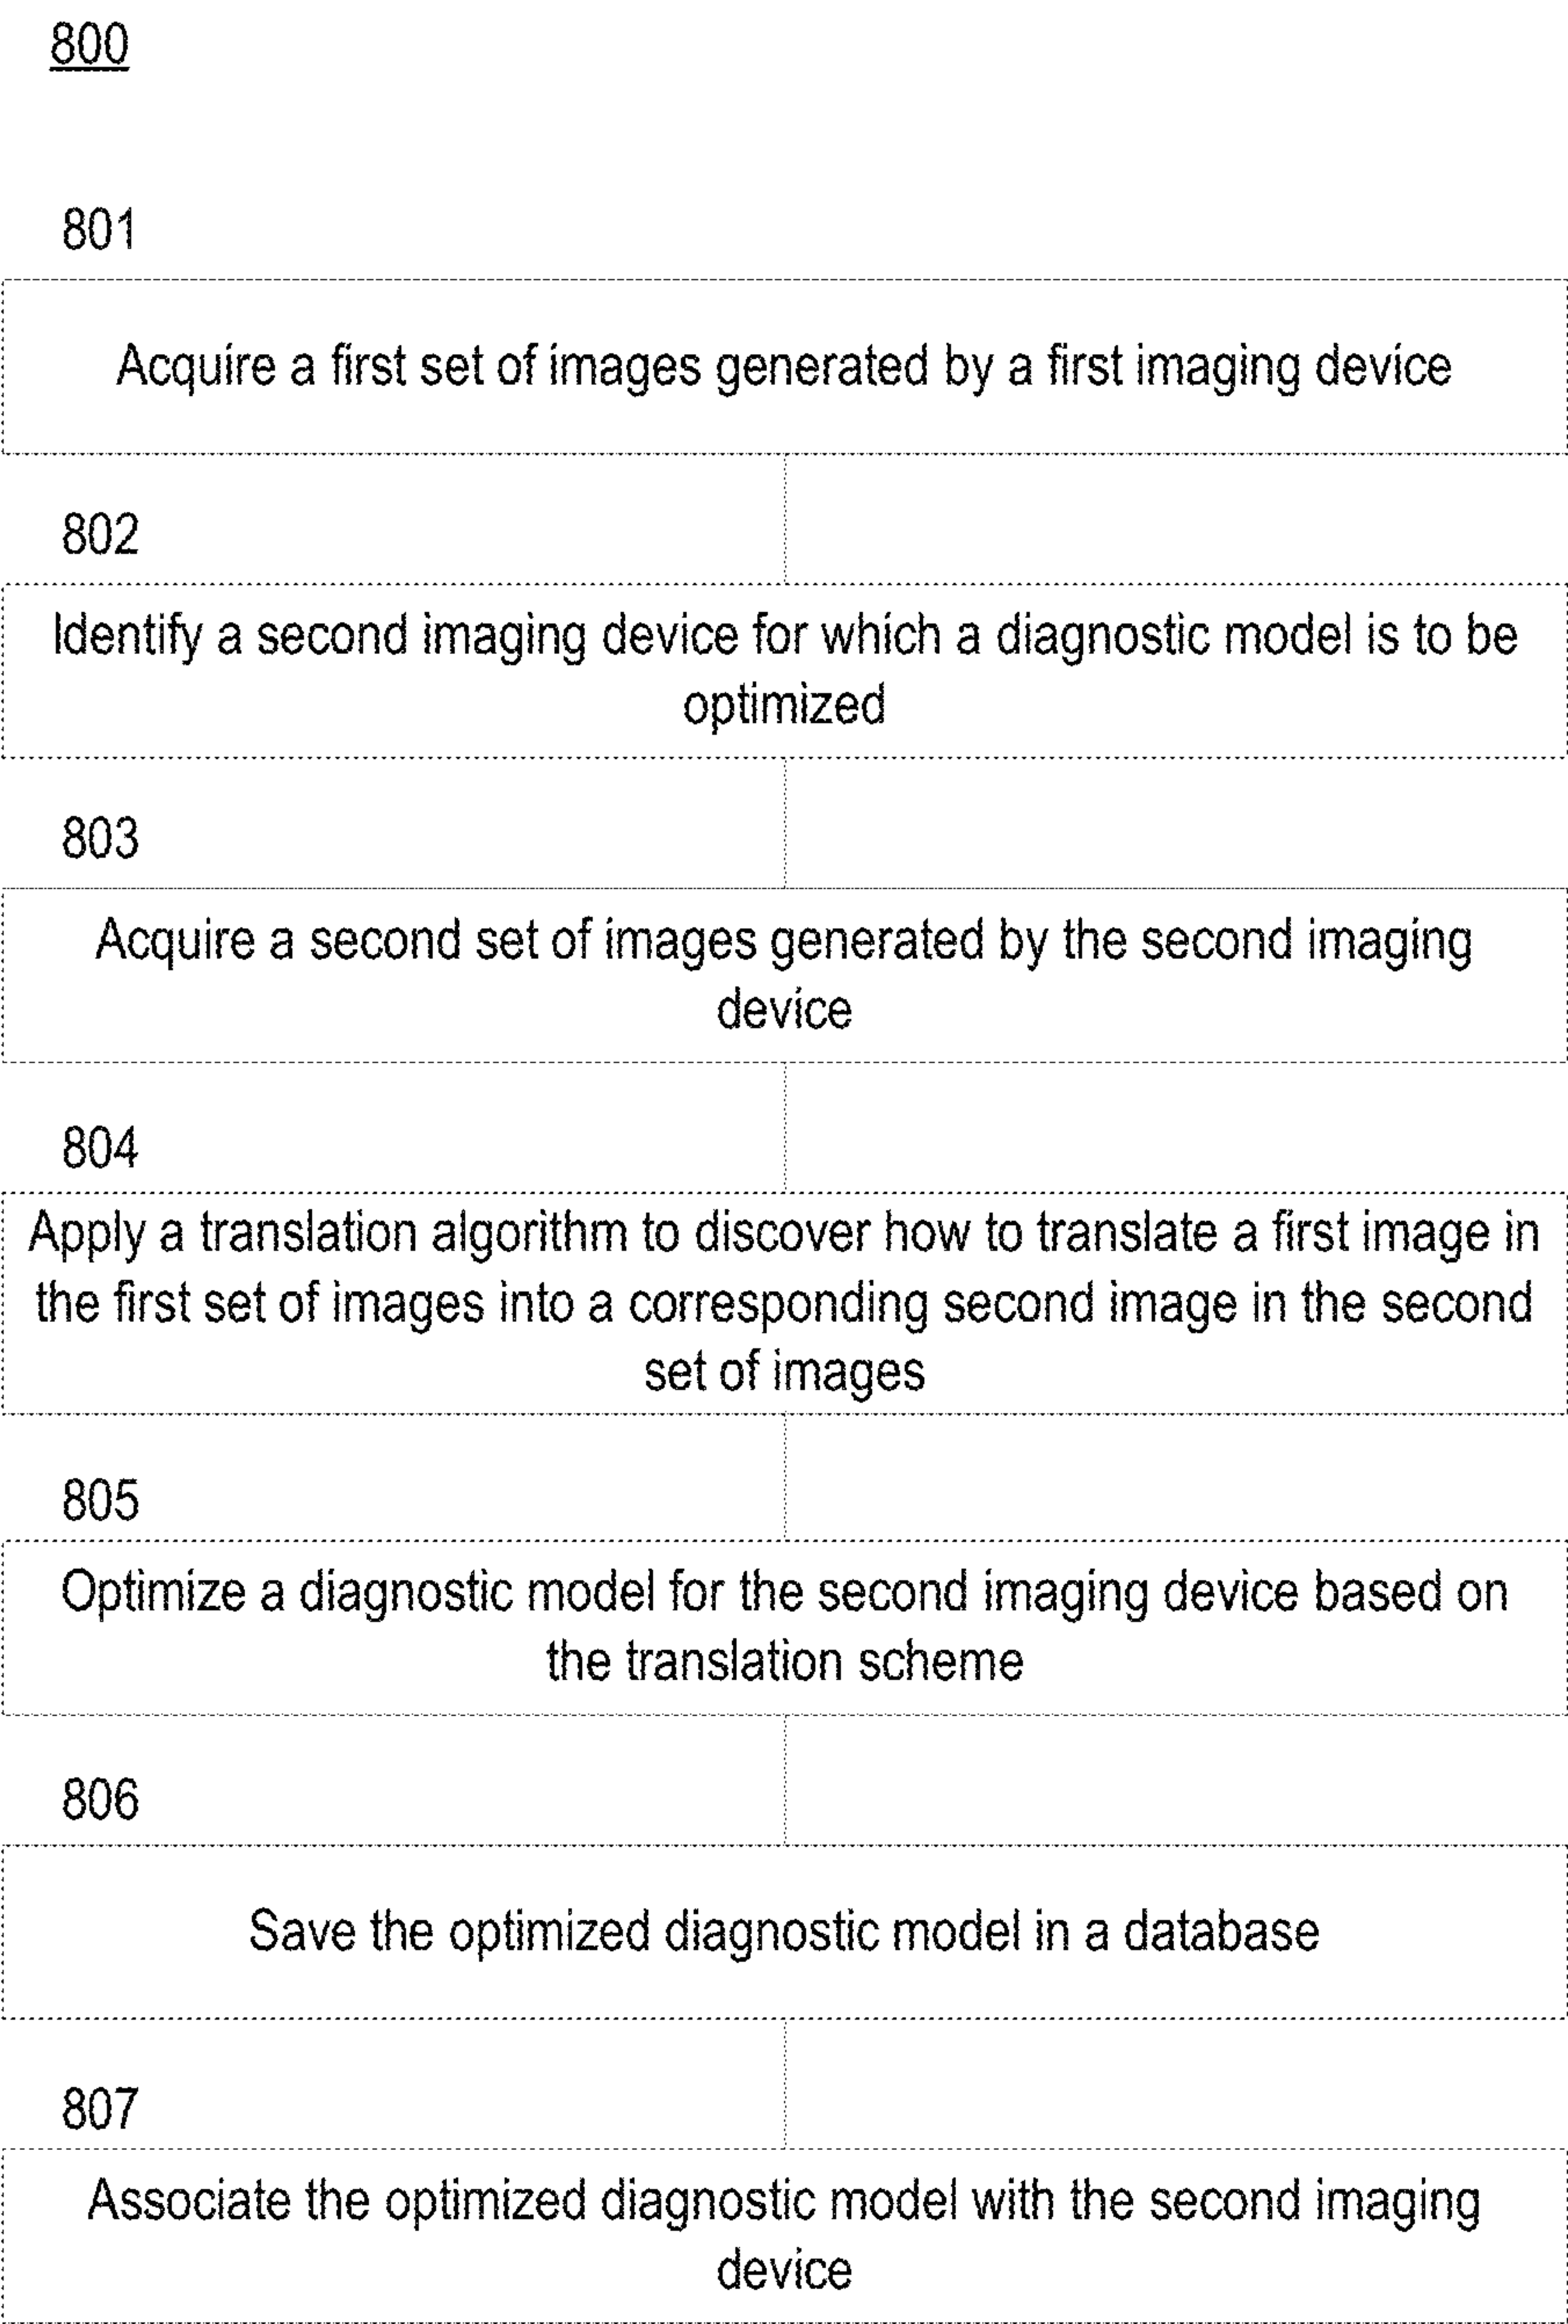 800
801
Acquire a first set of images generated by a first imaging device
802
Identify a second imaging device for which a diagnostic model is to be
optimized
803
Acquire a second set of images generated by the second imaging
device
804
Apply a translation algorithm to discover how to translate a first image in
the first set of images into a corresponding second image in the second
set of images
805
Optimize a diagnostic model for the second imaging device based on
the translation scheme
806
Save the optimized diagnostic model in a database
807
Associate the optimized diagnostic model with the second imaging
device